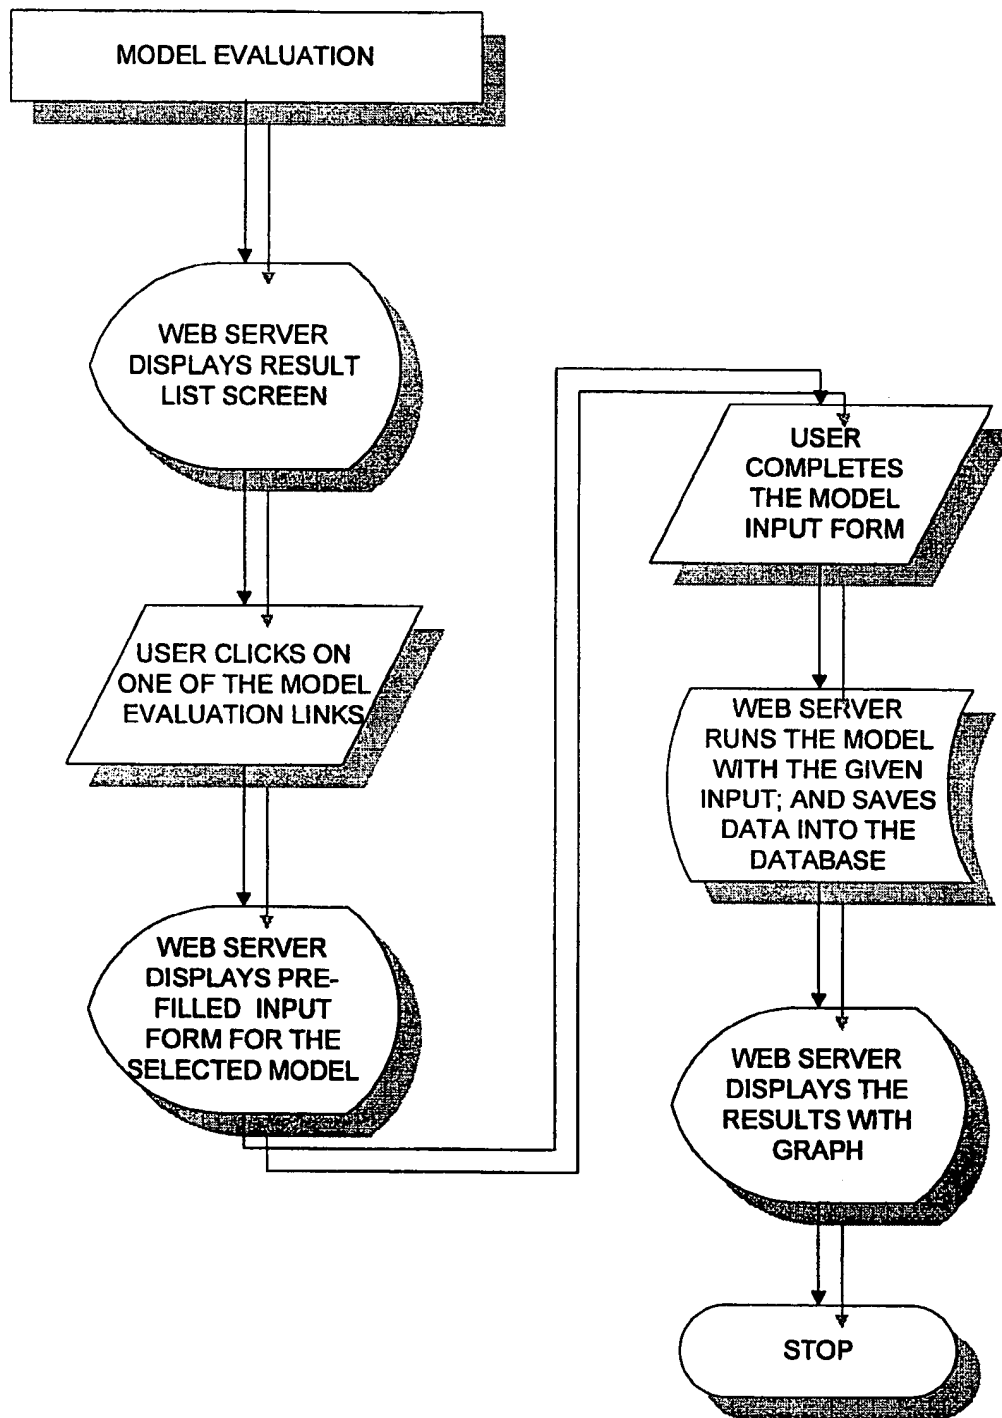 MODEL EVALUATION
WEB SERVER
DISPLAYS RESULT
LIST SCREEN
USER CLICKS ON
ONE OF THE MODEL
EVALUATION LINKS
WEB SERVER
DISPLAYS PRE-
FILLED INPUT
FORM FOR THE
SELECTED MODEL
USER
COMPLETES
THE MODEL
INPUT FORM
WEB SERVER
RUNS THE MODEL
WITH THE GIVEN
INPUT; AND SAVES
DATA INTO THE
DATABASE
WEB SERVER
DISPLAYS THE
RESULTS WITH
GRAPH
STOP